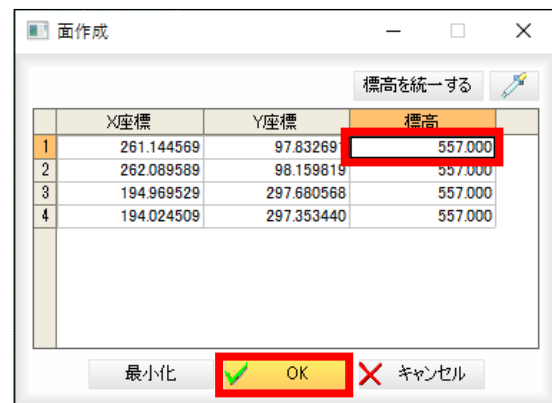 面作成
標高を統一する
X座標 Y座標 標高
1 261.144569 97.832691 557.000
2 262.089589 98.159819 557.000
3 194.969529 297.680568 557.000
4 194.024509 297.353440 557.000
最小化 OK キャンセル